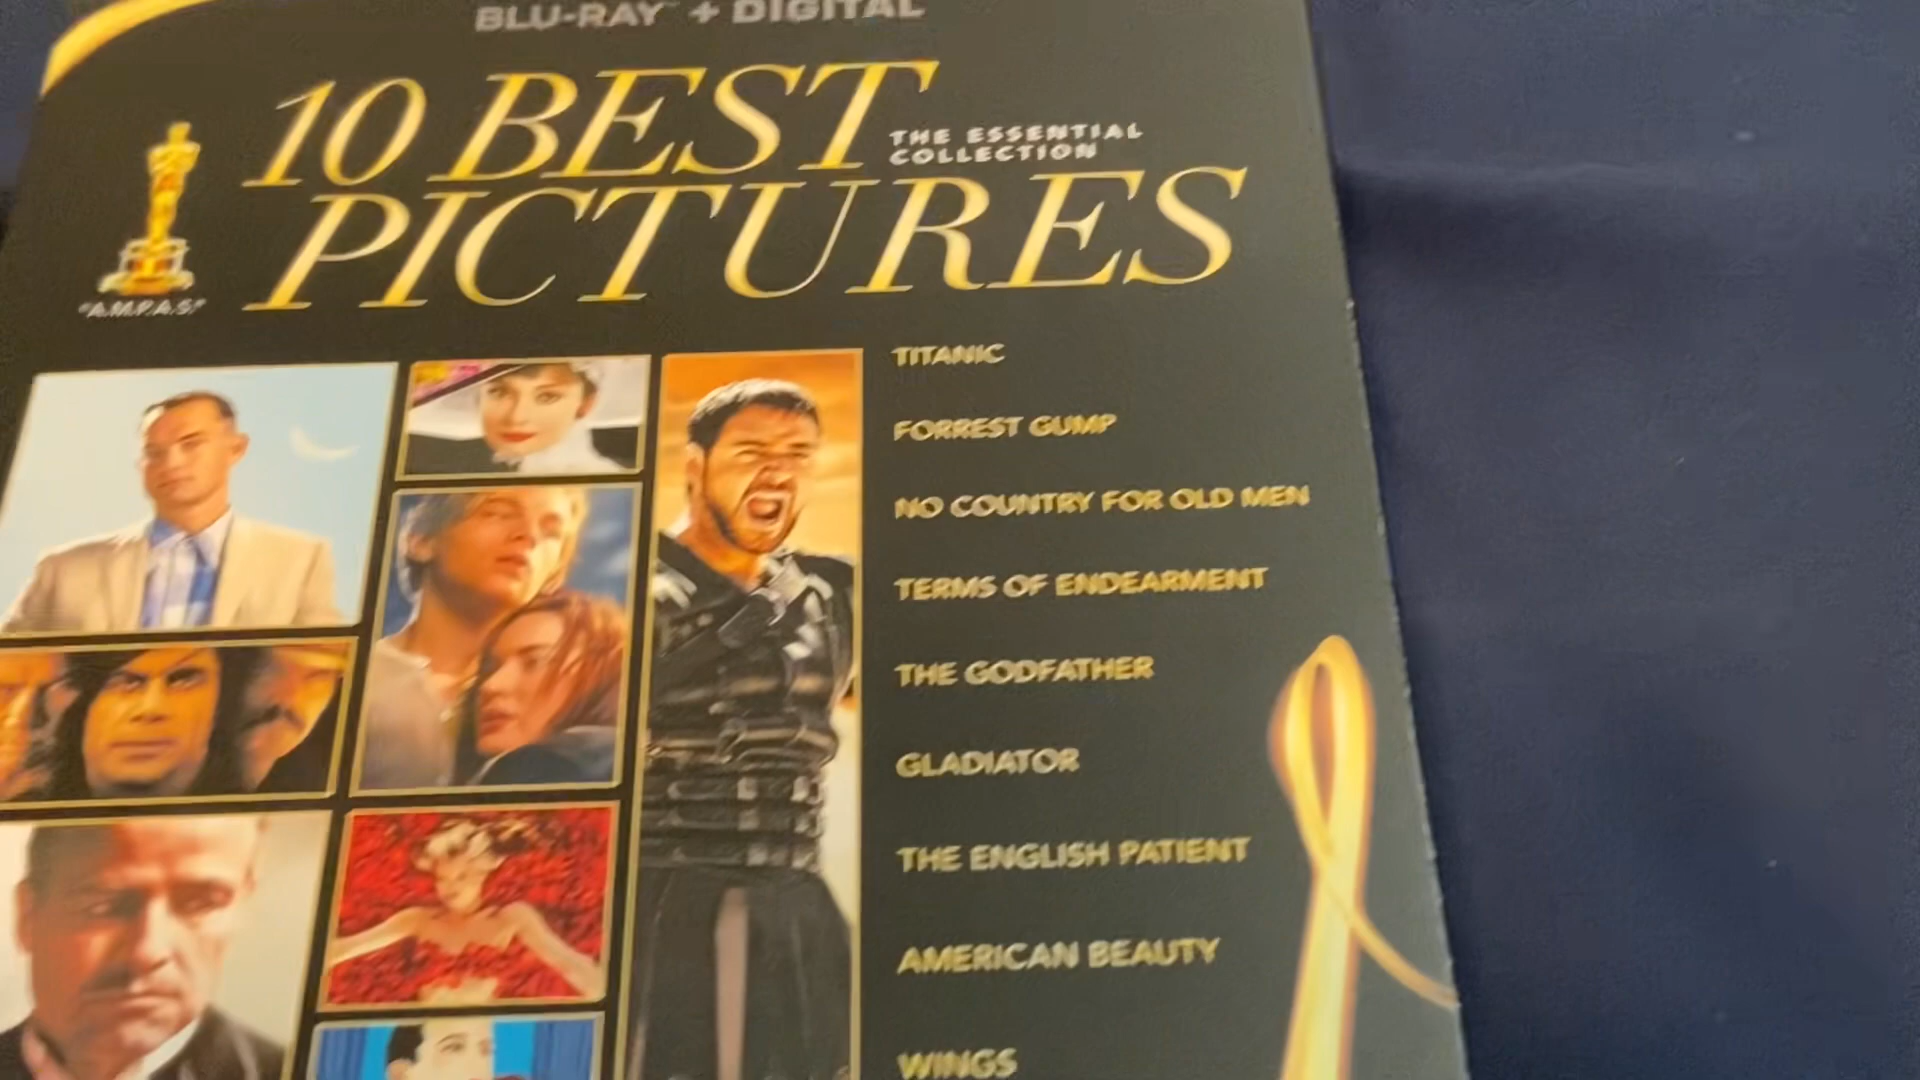 BLU-RAY™ + DIGITAL
10 BEST
THE ESSENTIAL
COLLECTION
PICTURES
"A.M.P.A.S."
TITANIC
FORREST GUMP
NO COUNTRY FOR OLD MEN
TERMS OF ENDEARMENT
THE GODFATHER
GLADIATOR
THE ENGLISH PATIENT
AMERICAN BEAUTY
WINGS